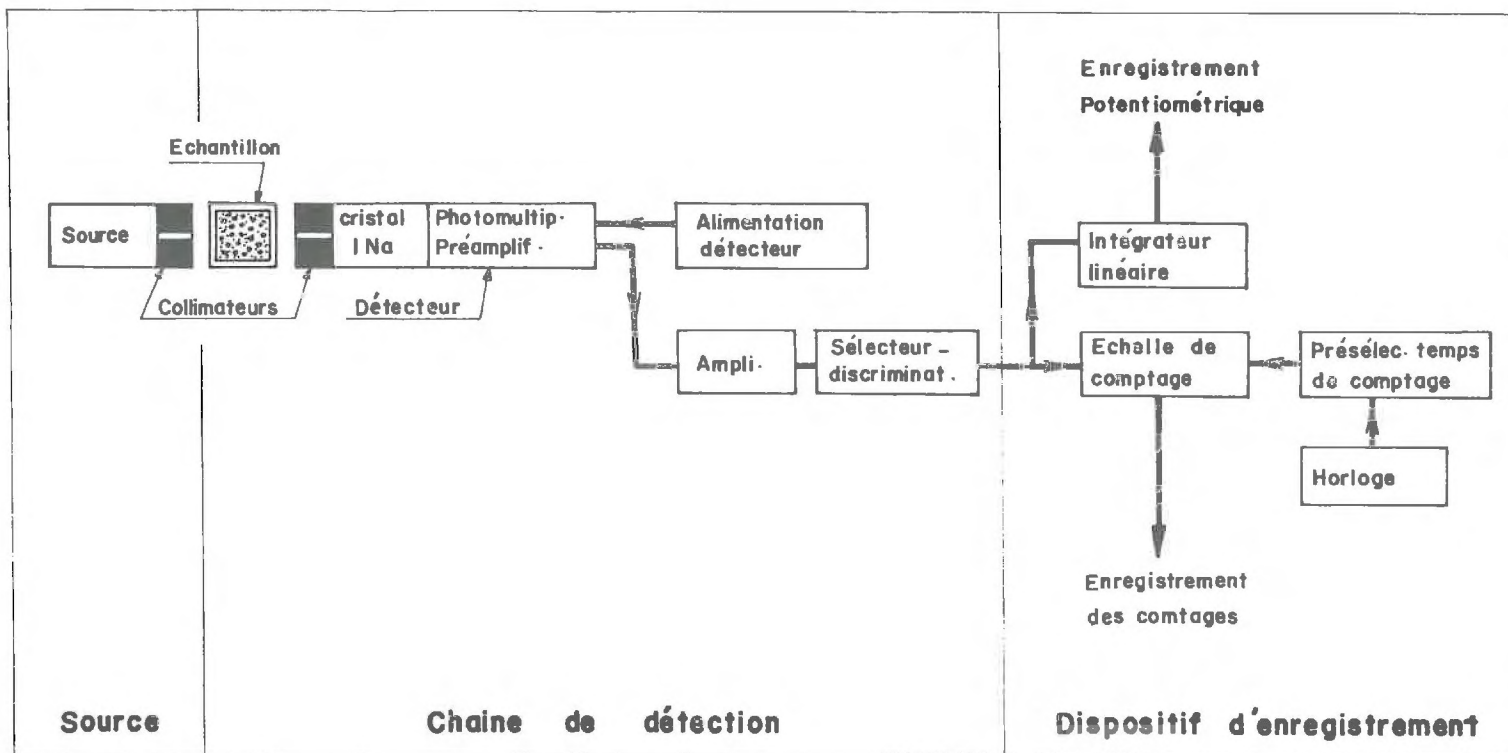 Enregistrement
Potentiométrique
Echantillon
Source
cristal
I Na
Photomultip.
Préamplif.
Alimentation
détecteur
Intégrateur
linéaire
Collimateurs
Détecteur
Ampli.
Sélecteur -
discriminat.
Echelle de
comptage
Présélec. temps
de comptage
Horloge
Enregistrement
des comtages
Source
Chaine de détection
Dispositif d'enregistrement